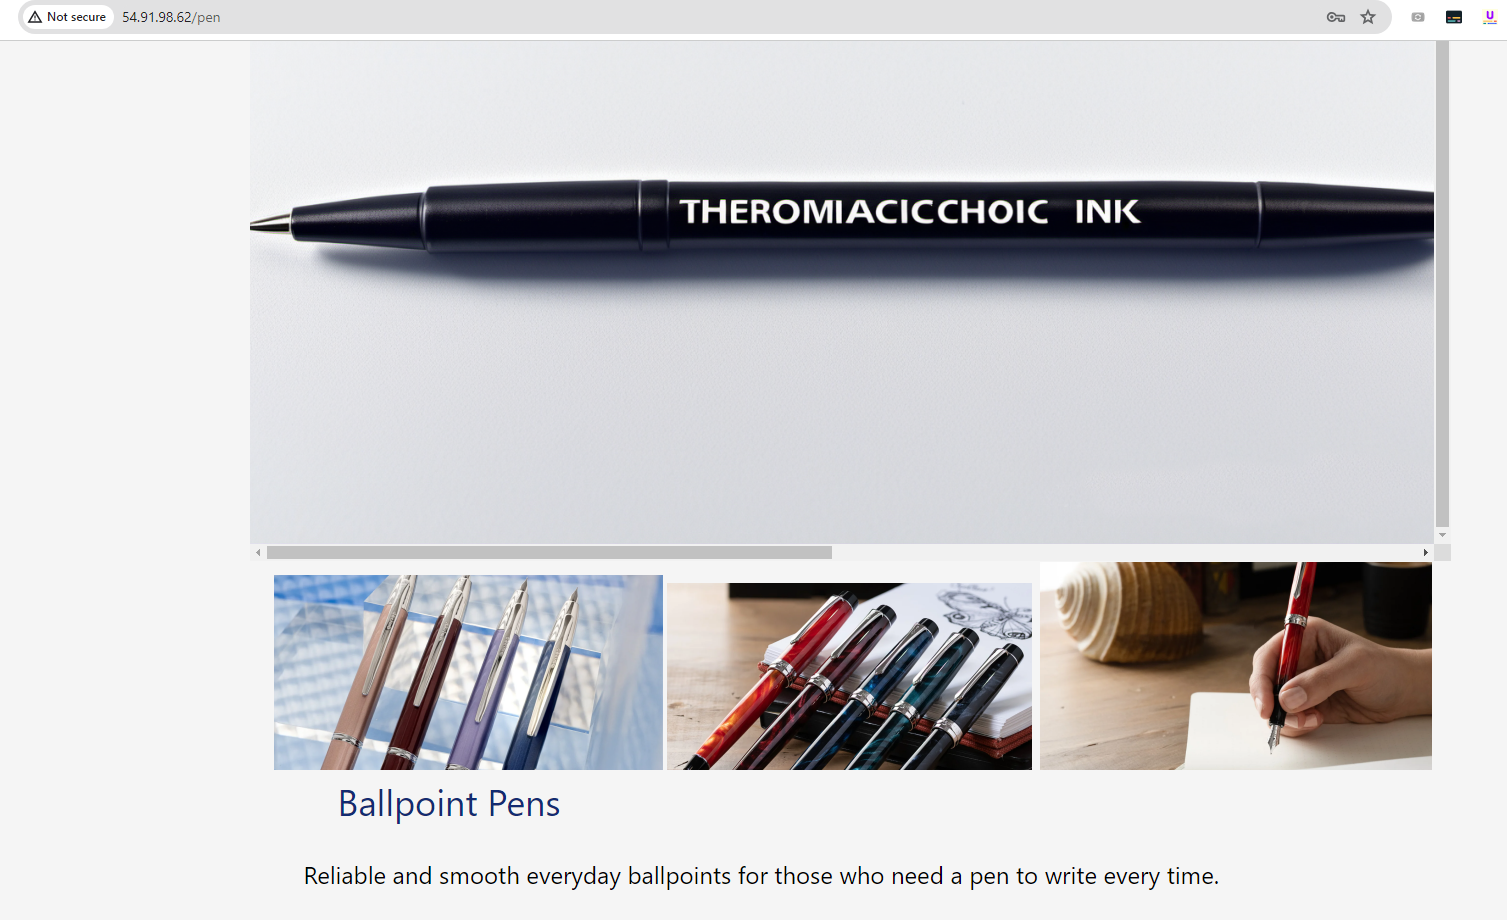 Not secure 54.91.98.62/pen
THEROMIACICCHOIC INK
Ballpoint Pens
Reliable and smooth everyday ballpoints for those who need a pen to write every time.